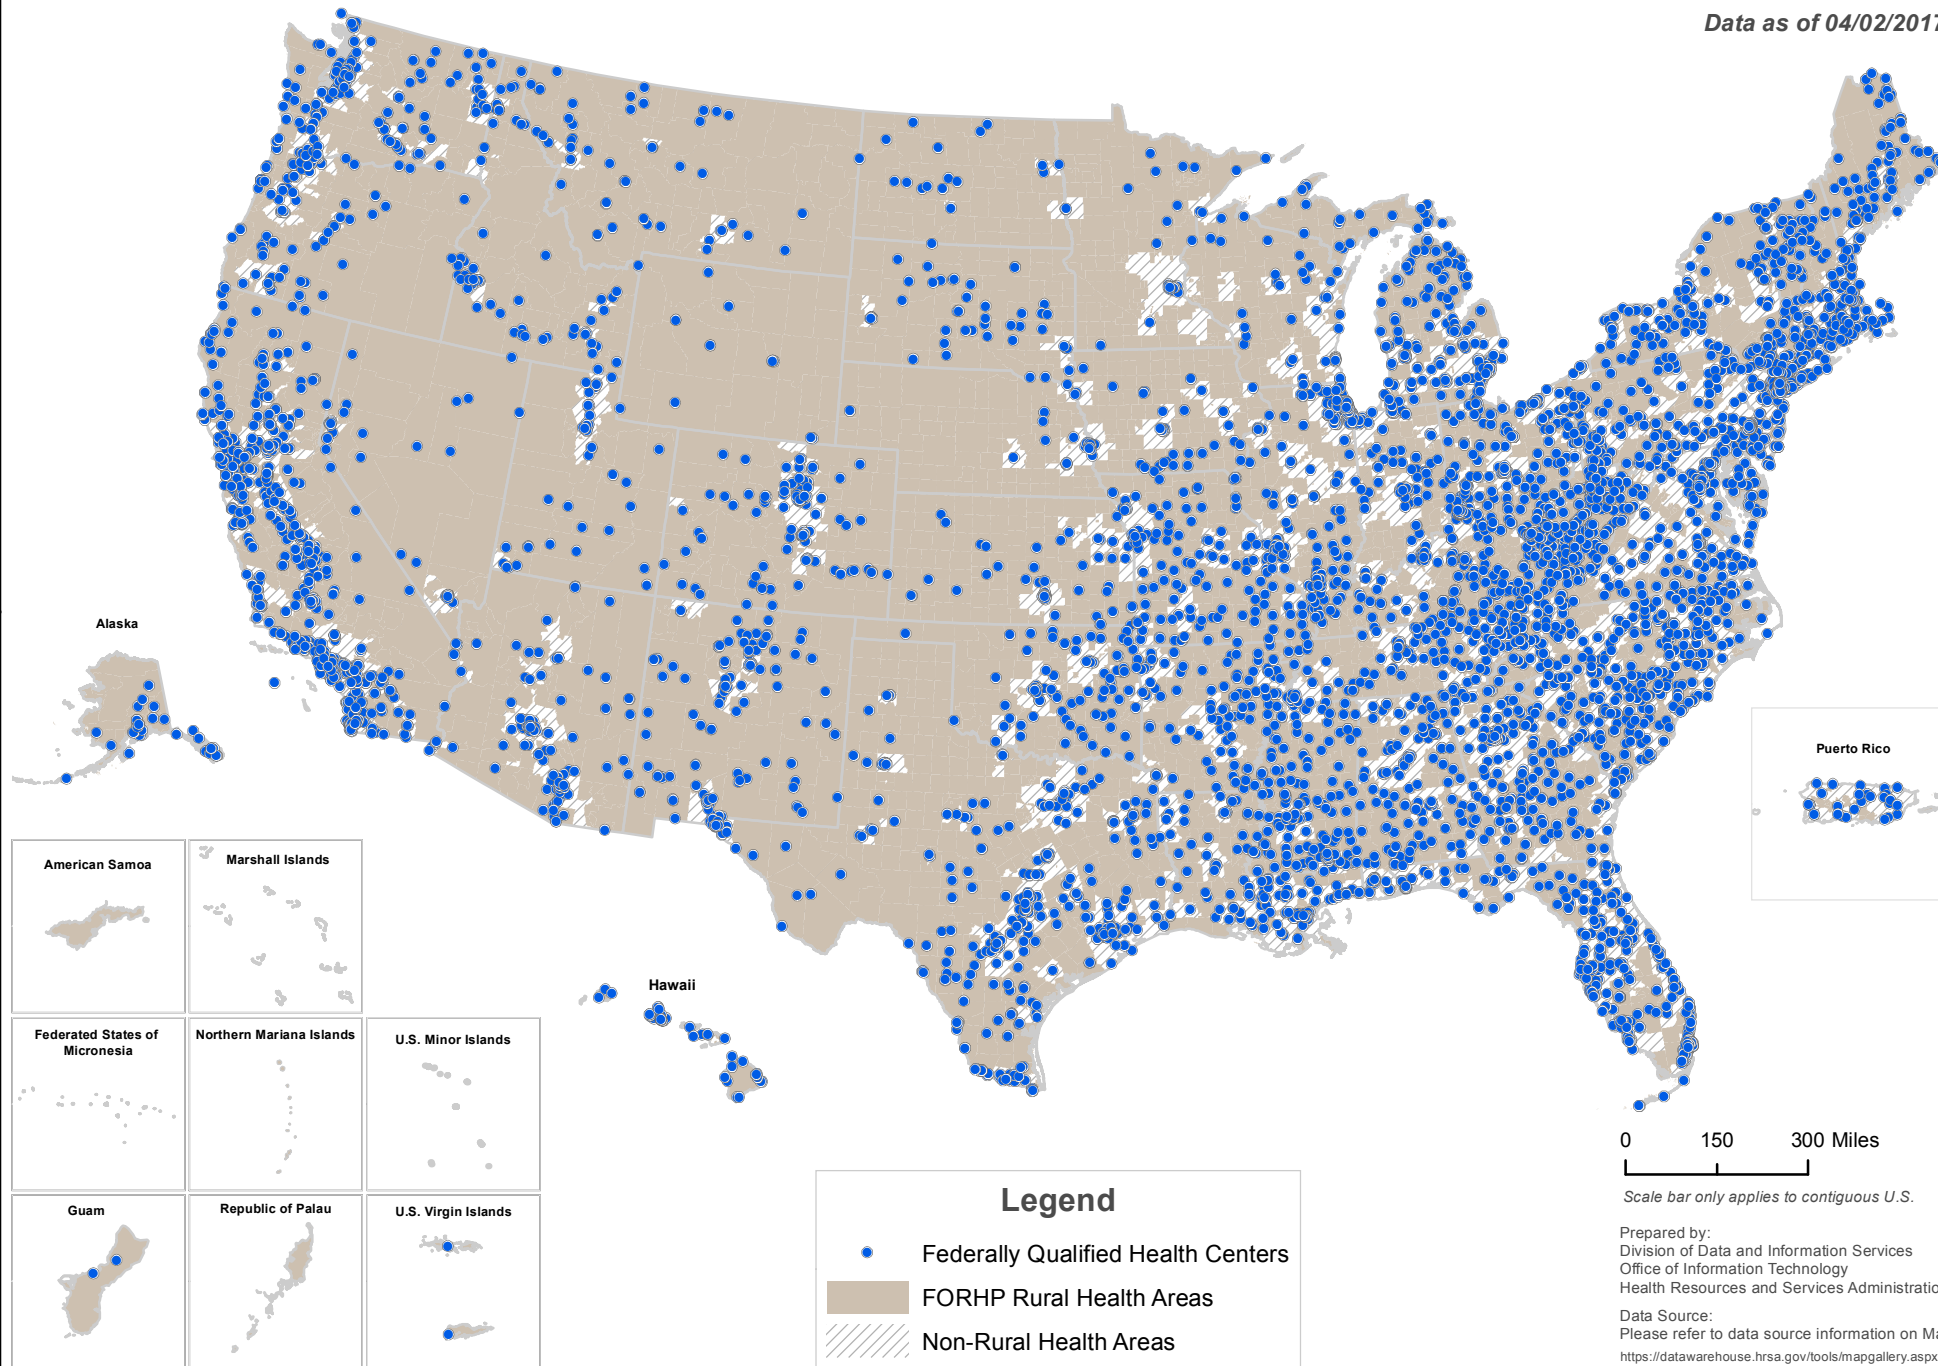 Data as of 04/02/2017
Alaska
Puerto Rico
American Samoa
Marshall Islands
Hawaii
Federated States of
Micronesia
Northern Mariana Islands
U.S. Minor Islands
Guam
Republic of Palau
U.S. Virgin Islands
0 150 300 Miles
Scale bar only applies to contiguous U.S.
Legend
Federally Qualified Health Centers
FORHP Rural Health Areas
Non-Rural Health Areas
Prepared by:
Division of Data and Information Services
Office of Information Technology
Health Resources and Services Administratio
Data Source:
Please refer to data source information on Ma
https://datawarehouse.hrsa.gov/tools/mapgallery.aspx